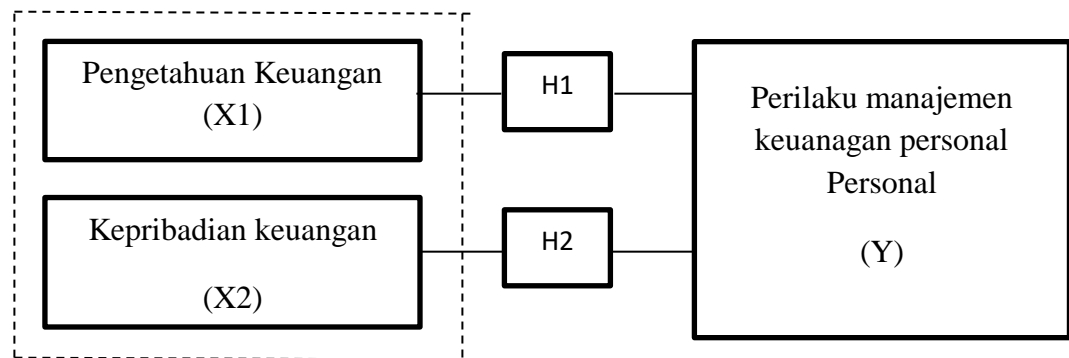 Pengetahuan Keuangan
(X1)
H1
Perilaku manajemen
keuanagan personal
Personal
(Y)
Kepribadian keuangan
(X2)
H2